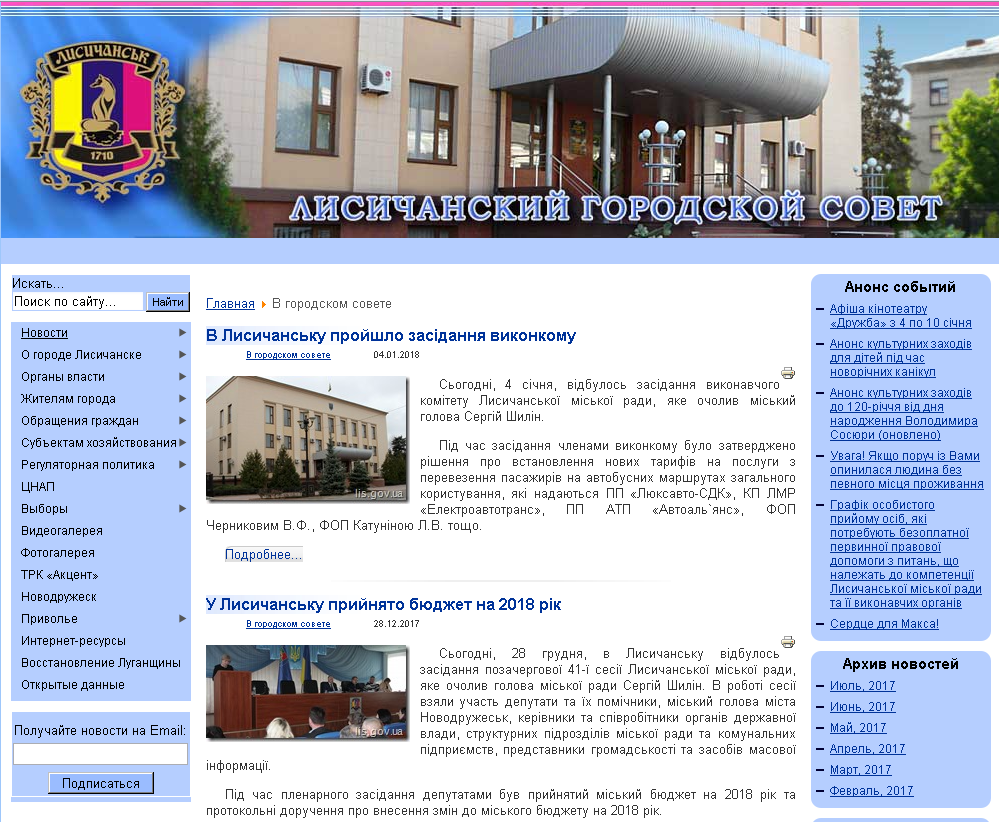 ЛИСИЧАНСЬК
1710
ЛИСИЧАНСКИЙ ГОРОДСКОЙ СОВЕТ
Искать...
Поиск по сайту...
Найти
Новости
О городе Лисичанске
Органы власти
Жителям города
Обращения граждан
Субъектам хозяйствования
Регуляторная политика
ЦНАП
Выборы
Видеогалерея
Фотогалерея
ТРК «Акцент»
Новодружеск
Приволье
Интернет-ресурсы
Восстановление Луганщины
Открытые данные
Получайте новости на Email:
Подписаться
Главная
В городском совете
В Лисичанську пройшло засідання виконкому
В городском совете 04.01.2018
lis.gov.ua
Сьогодні, 4 січня, відбулось засідання виконавчого
комітету Лисичанської міської ради, яке очолив міський
голова Сергій Шилін.
Під час засідання членами виконкому було затверджено
рішення про встановлення нових тарифів на послуги з
перевезення пасажирів на автобусних маршрутах загального
користування, які надаються ПП «Люксавто-СДК», КП ЛМР
«Електроавтотранс», ПП АТП «Автоаль`янс», ФОП
Черниковим В.Ф., ФОП Катуніною Л.В. тощо.
Подробнее...
У Лисичанську прийнято бюджет на 2018 рік
В городском совете 28.12.2017
lis.gov.ua
Сьогодні, 28 грудня, в Лисичанську відбулось
засідання позачергової 41-ї сесії Лисичанської міської ради,
яке очолив голова міської ради Сергій Шилін. В роботі сесії
взяли участь депутати та їх помічники, міський голова міста
Новодружеськ, керівники та співробітники органів державної
влади, структурних підрозділів міської ради та комунальних
підприємств, представники громадськості та засобів масової
інформації.
Під час пленарного засідання депутатами був прийнятий міський бюджет на 2018 рік та
протокольні доручення про внесення змін до міського бюджету на 2018 рік.
Анонс событий
Афіша кінотеатру
«Дружба» з 4 по 10 січня
Анонс культурних заходів
для дітей під час
новорічних канікул
Анонс культурних заходів
до 120-річчя від дня
народження Володимира
Сосюри (оновлено)
Увага! Якщо поруч із Вами
опинилася людина без
певного місця проживання
Графік особистого
прийому осіб, які
потребують безоплатної
первинної правової
допомоги з питань, що
належать до компетенції
Лисичанської міської ради
та її виконавчих органів
Сердце для Макса!
Архив новостей
Июль, 2017
Июнь, 2017
Май, 2017
Апрель, 2017
Март, 2017
Февраль, 2017